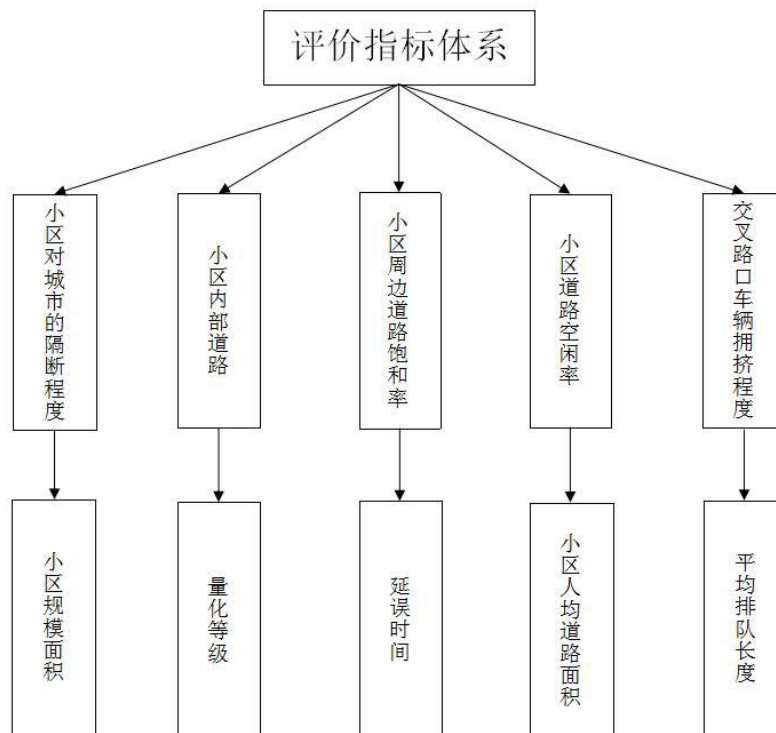 评价指标体系
小区对城市的隔断程度
小区内部道路
小区周边道路饱和率
小区道路空闲率
交叉路口车辆拥挤程度
小区规模面积
量化等级
延误时间
小区人均道路面积
平均排队长度